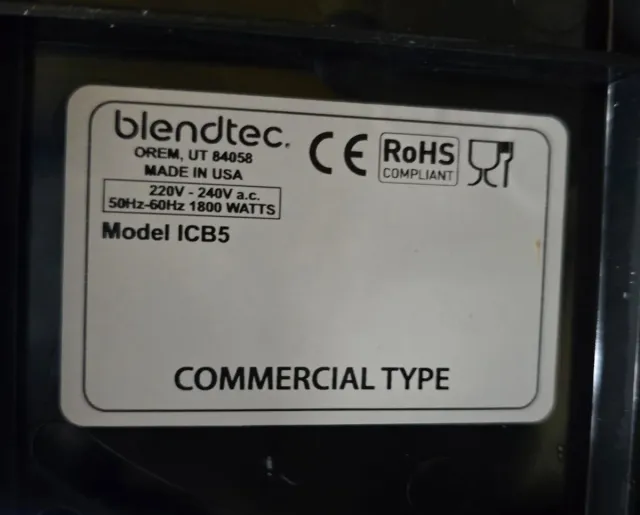 blendtec.
OREM, UT 84058
MADE IN USA
220V - 240V a.c.
50Hz-60Hz 1800 WATTS
Model ICB5
CE
RoHS
COMPLIANT
COMMERCIAL TYPE